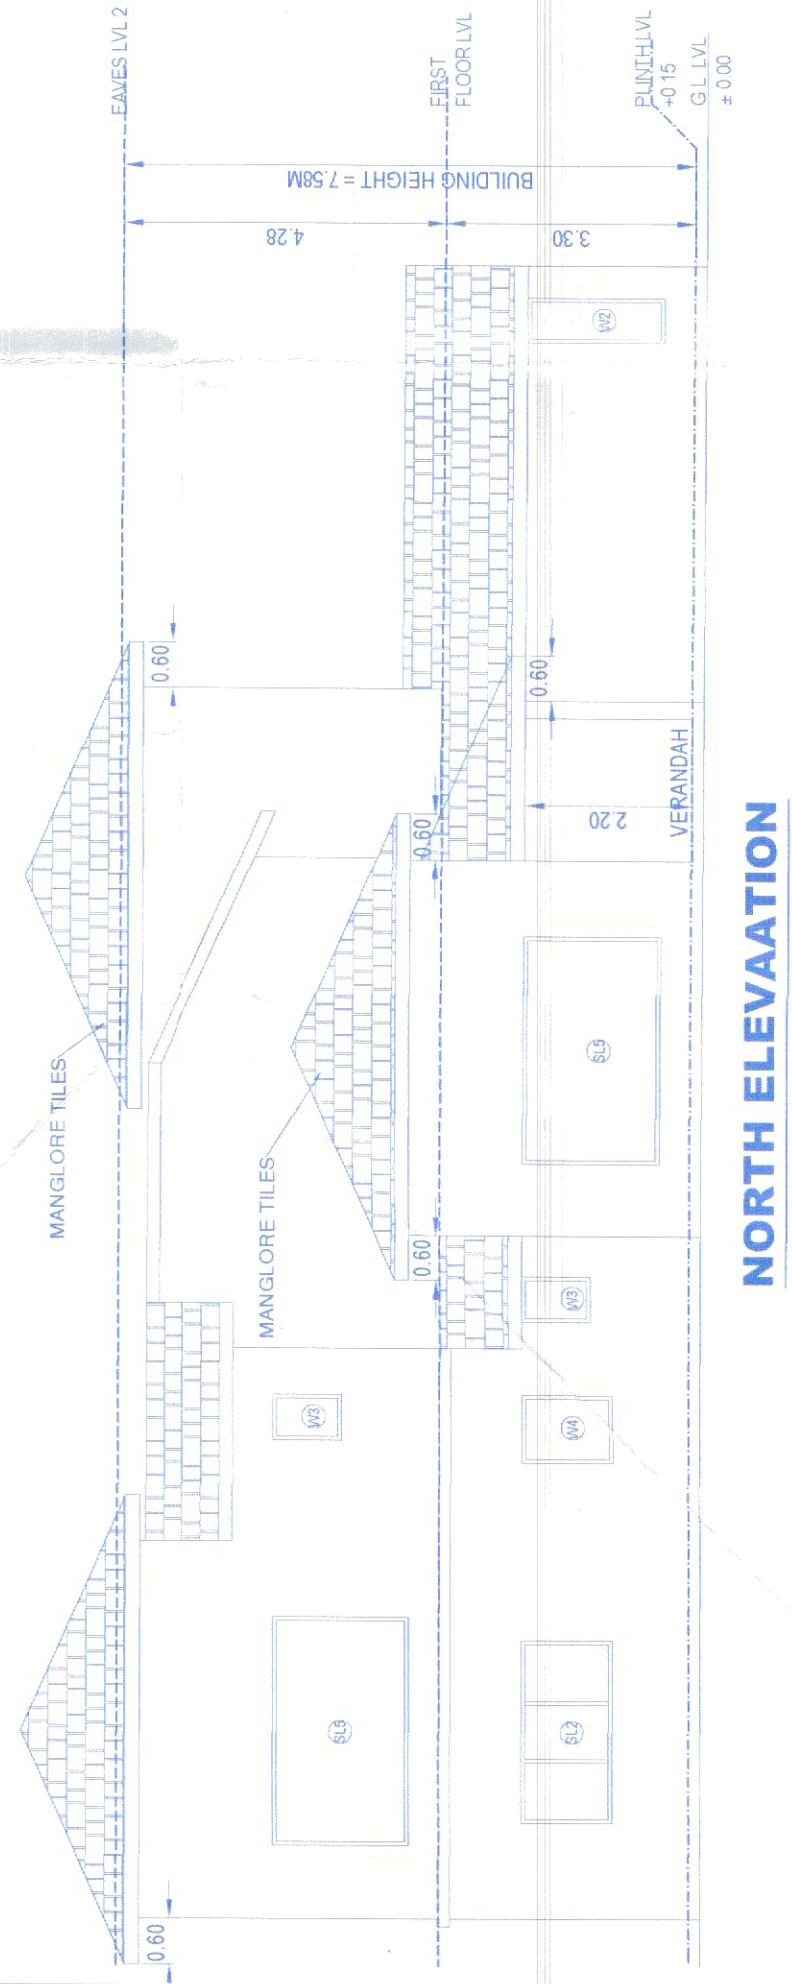 EAVES LVL 2
FIRST
FLOOR LVL
PLINTH LVL
+0.15
G L LVL
± 0.00
BUILDING HEIGHT = 7.58M
4.28
3.30
MANGLORE TILES
MANGLORE TILES
0.60
0.60
0.60
0.60
0.60
2.20
VERANDAH
W2
SL5
W3
W3
W4
SL5
SL2
NORTH ELEVAATION